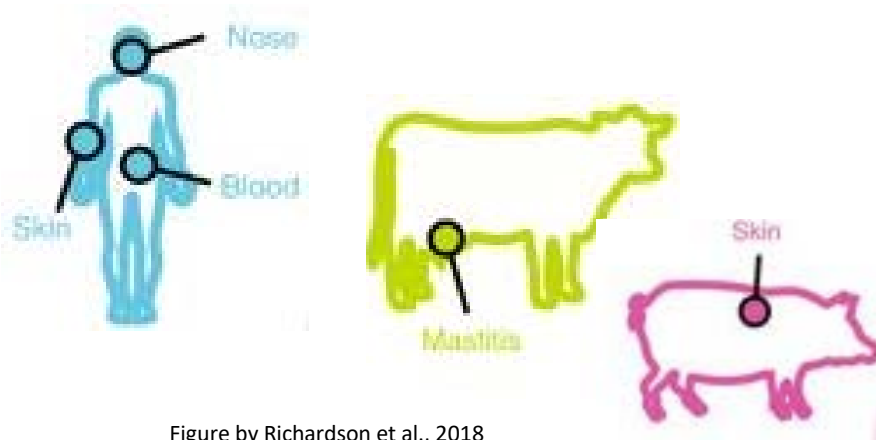 Nose
Skin
Blood
Mastitis
Skin
Figure by Richardson et al., 2018